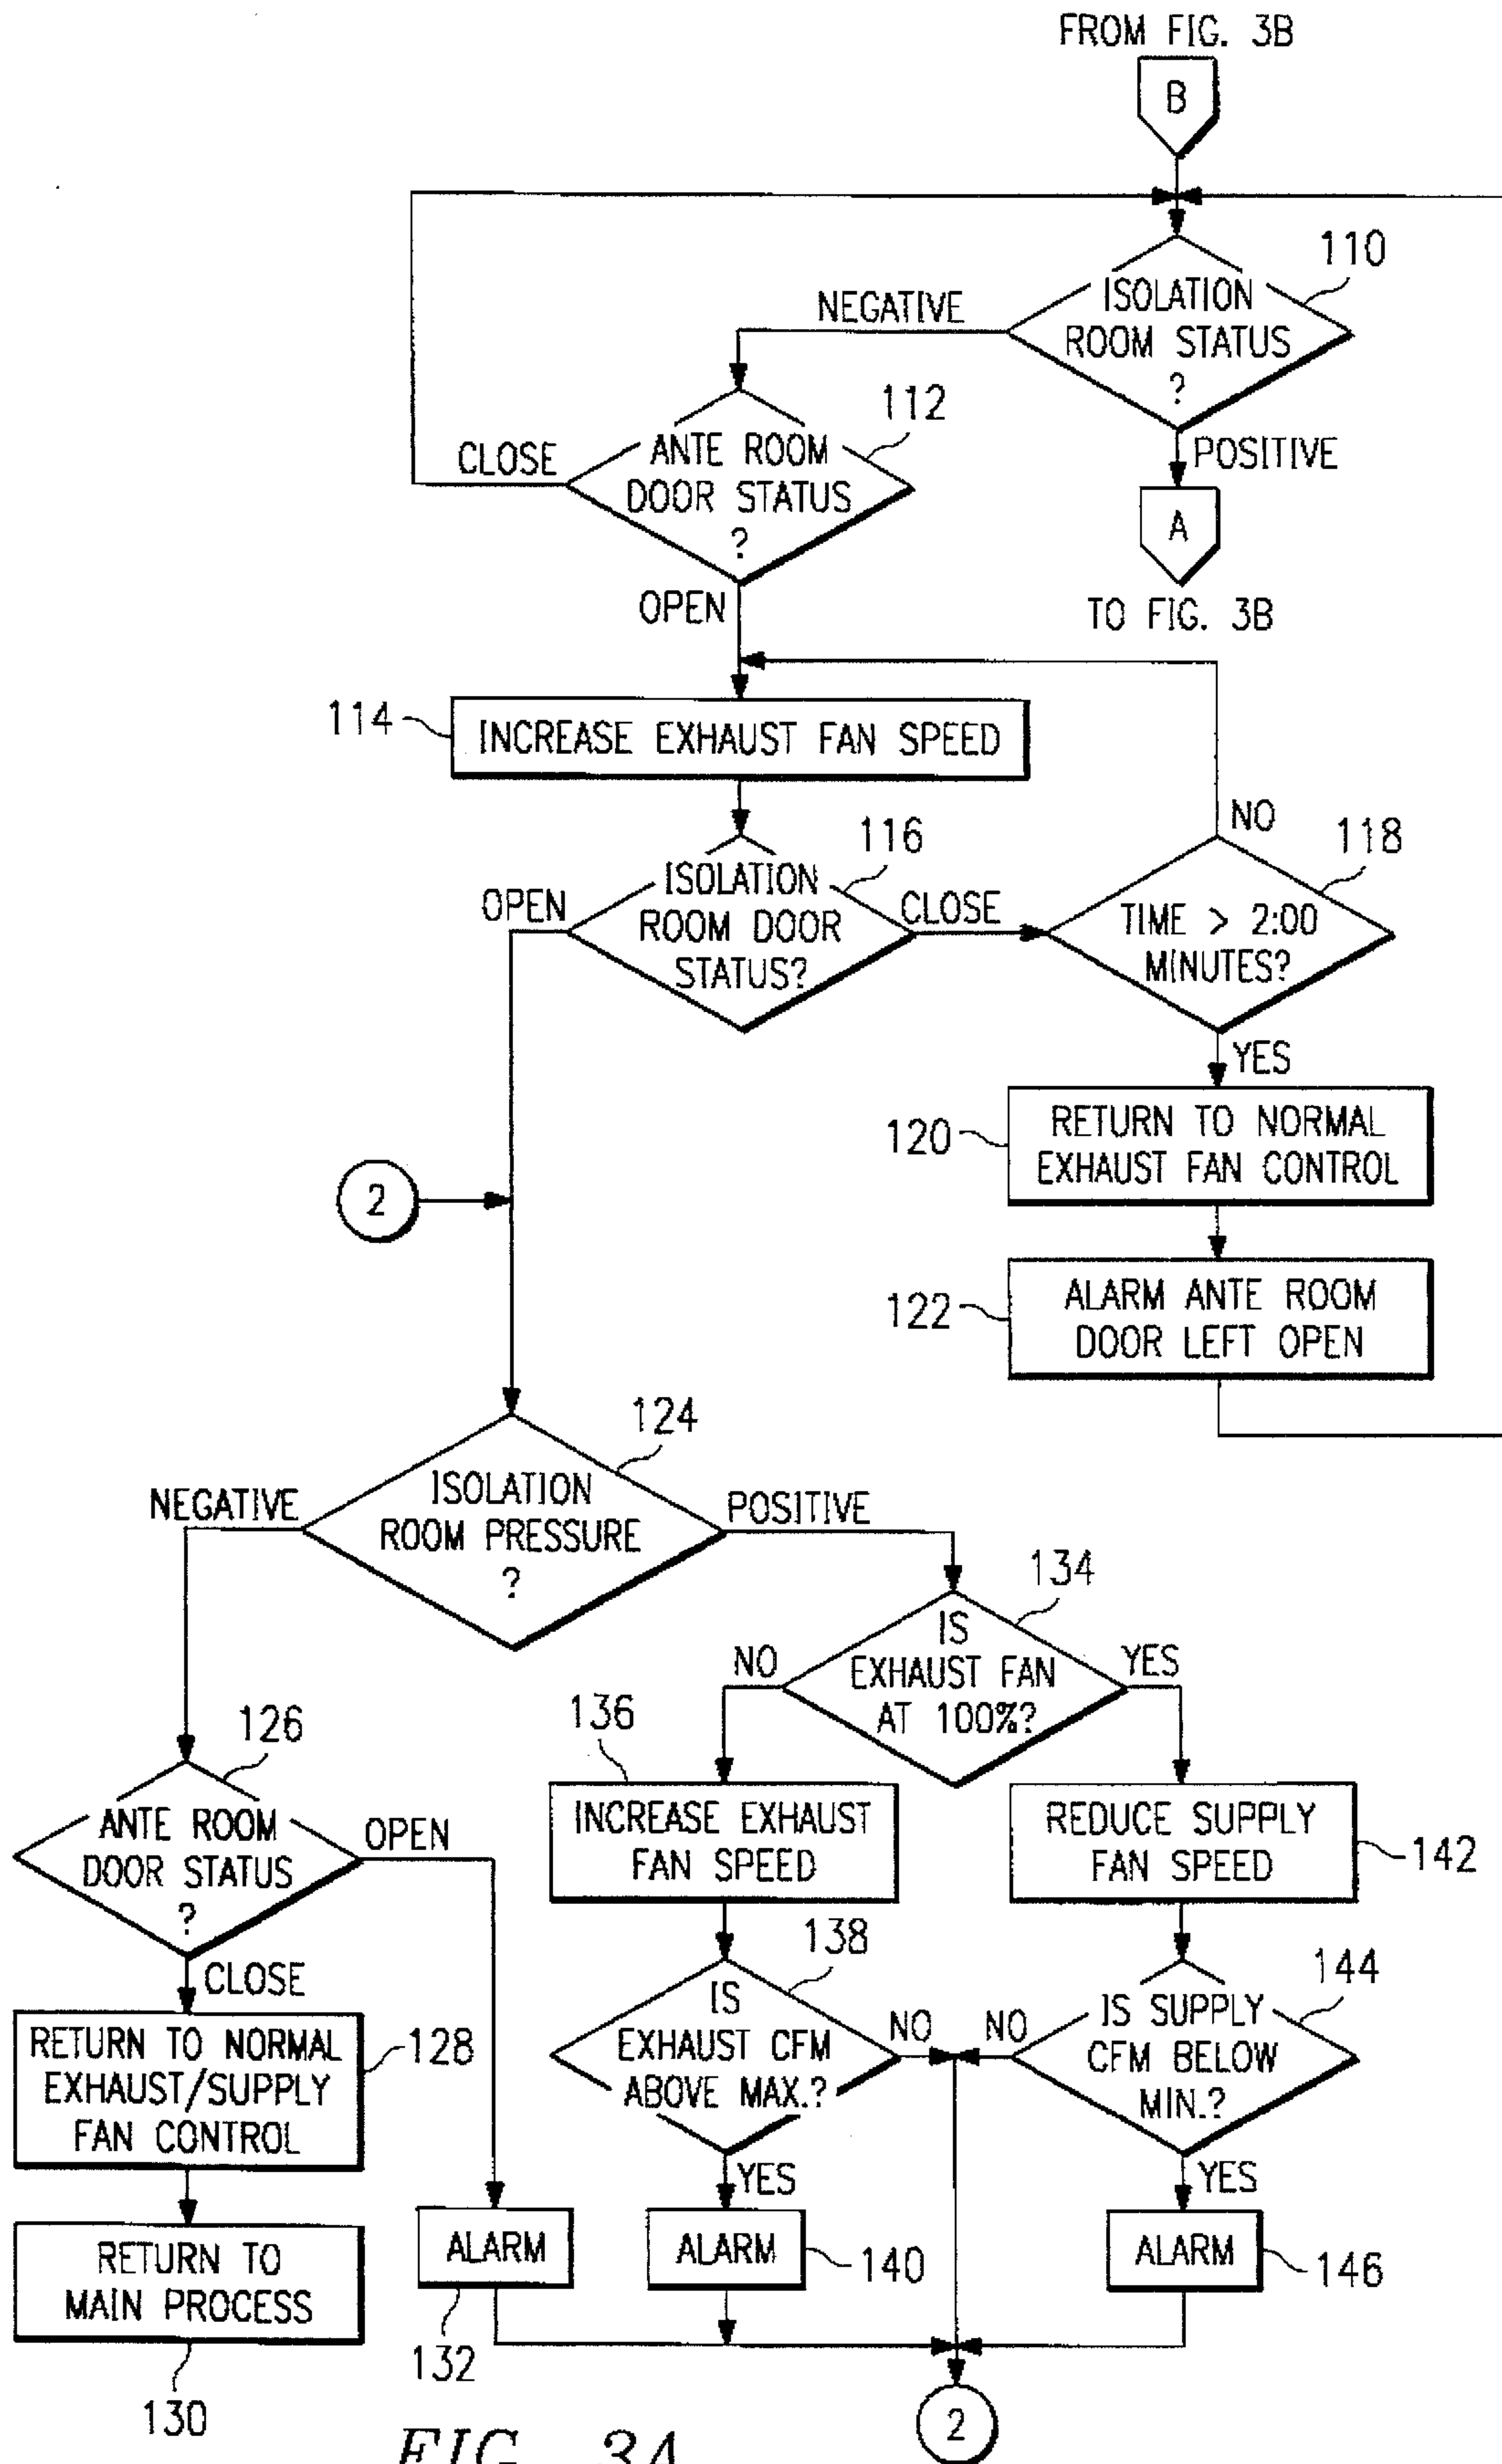 FROM FIG. 3B
B
110
ISOLATION
ROOM STATUS
?
NEGATIVE
POSITIVE
A
TO FIG. 3B
112
ANTE ROOM
DOOR STATUS
?
CLOSE
OPEN
114
INCREASE EXHAUST FAN SPEED
116
ISOLATION
ROOM DOOR
STATUS?
OPEN
CLOSE
NO
118
TIME > 2:00
MINUTES?
YES
120
RETURN TO NORMAL
EXHAUST FAN CONTROL
2
122
ALARM ANTE ROOM
DOOR LEFT OPEN
124
ISOLATION
ROOM PRESSURE
?
NEGATIVE
POSITIVE
134
IS
EXHAUST FAN
AT 100%?
NO
YES
126
ANTE ROOM
DOOR STATUS
?
OPEN
CLOSE
136
INCREASE EXHAUST
FAN SPEED
REDUCE SUPPLY
FAN SPEED
142
138
IS
EXHAUST CFM
ABOVE MAX.?
NO
NO
144
IS SUPPLY
CFM BELOW
MIN.?
RETURN TO NORMAL
EXHAUST/SUPPLY
FAN CONTROL
128
YES
YES
RETURN TO
MAIN PROCESS
130
ALARM
132
ALARM
140
ALARM
146
2
FIG. 3A